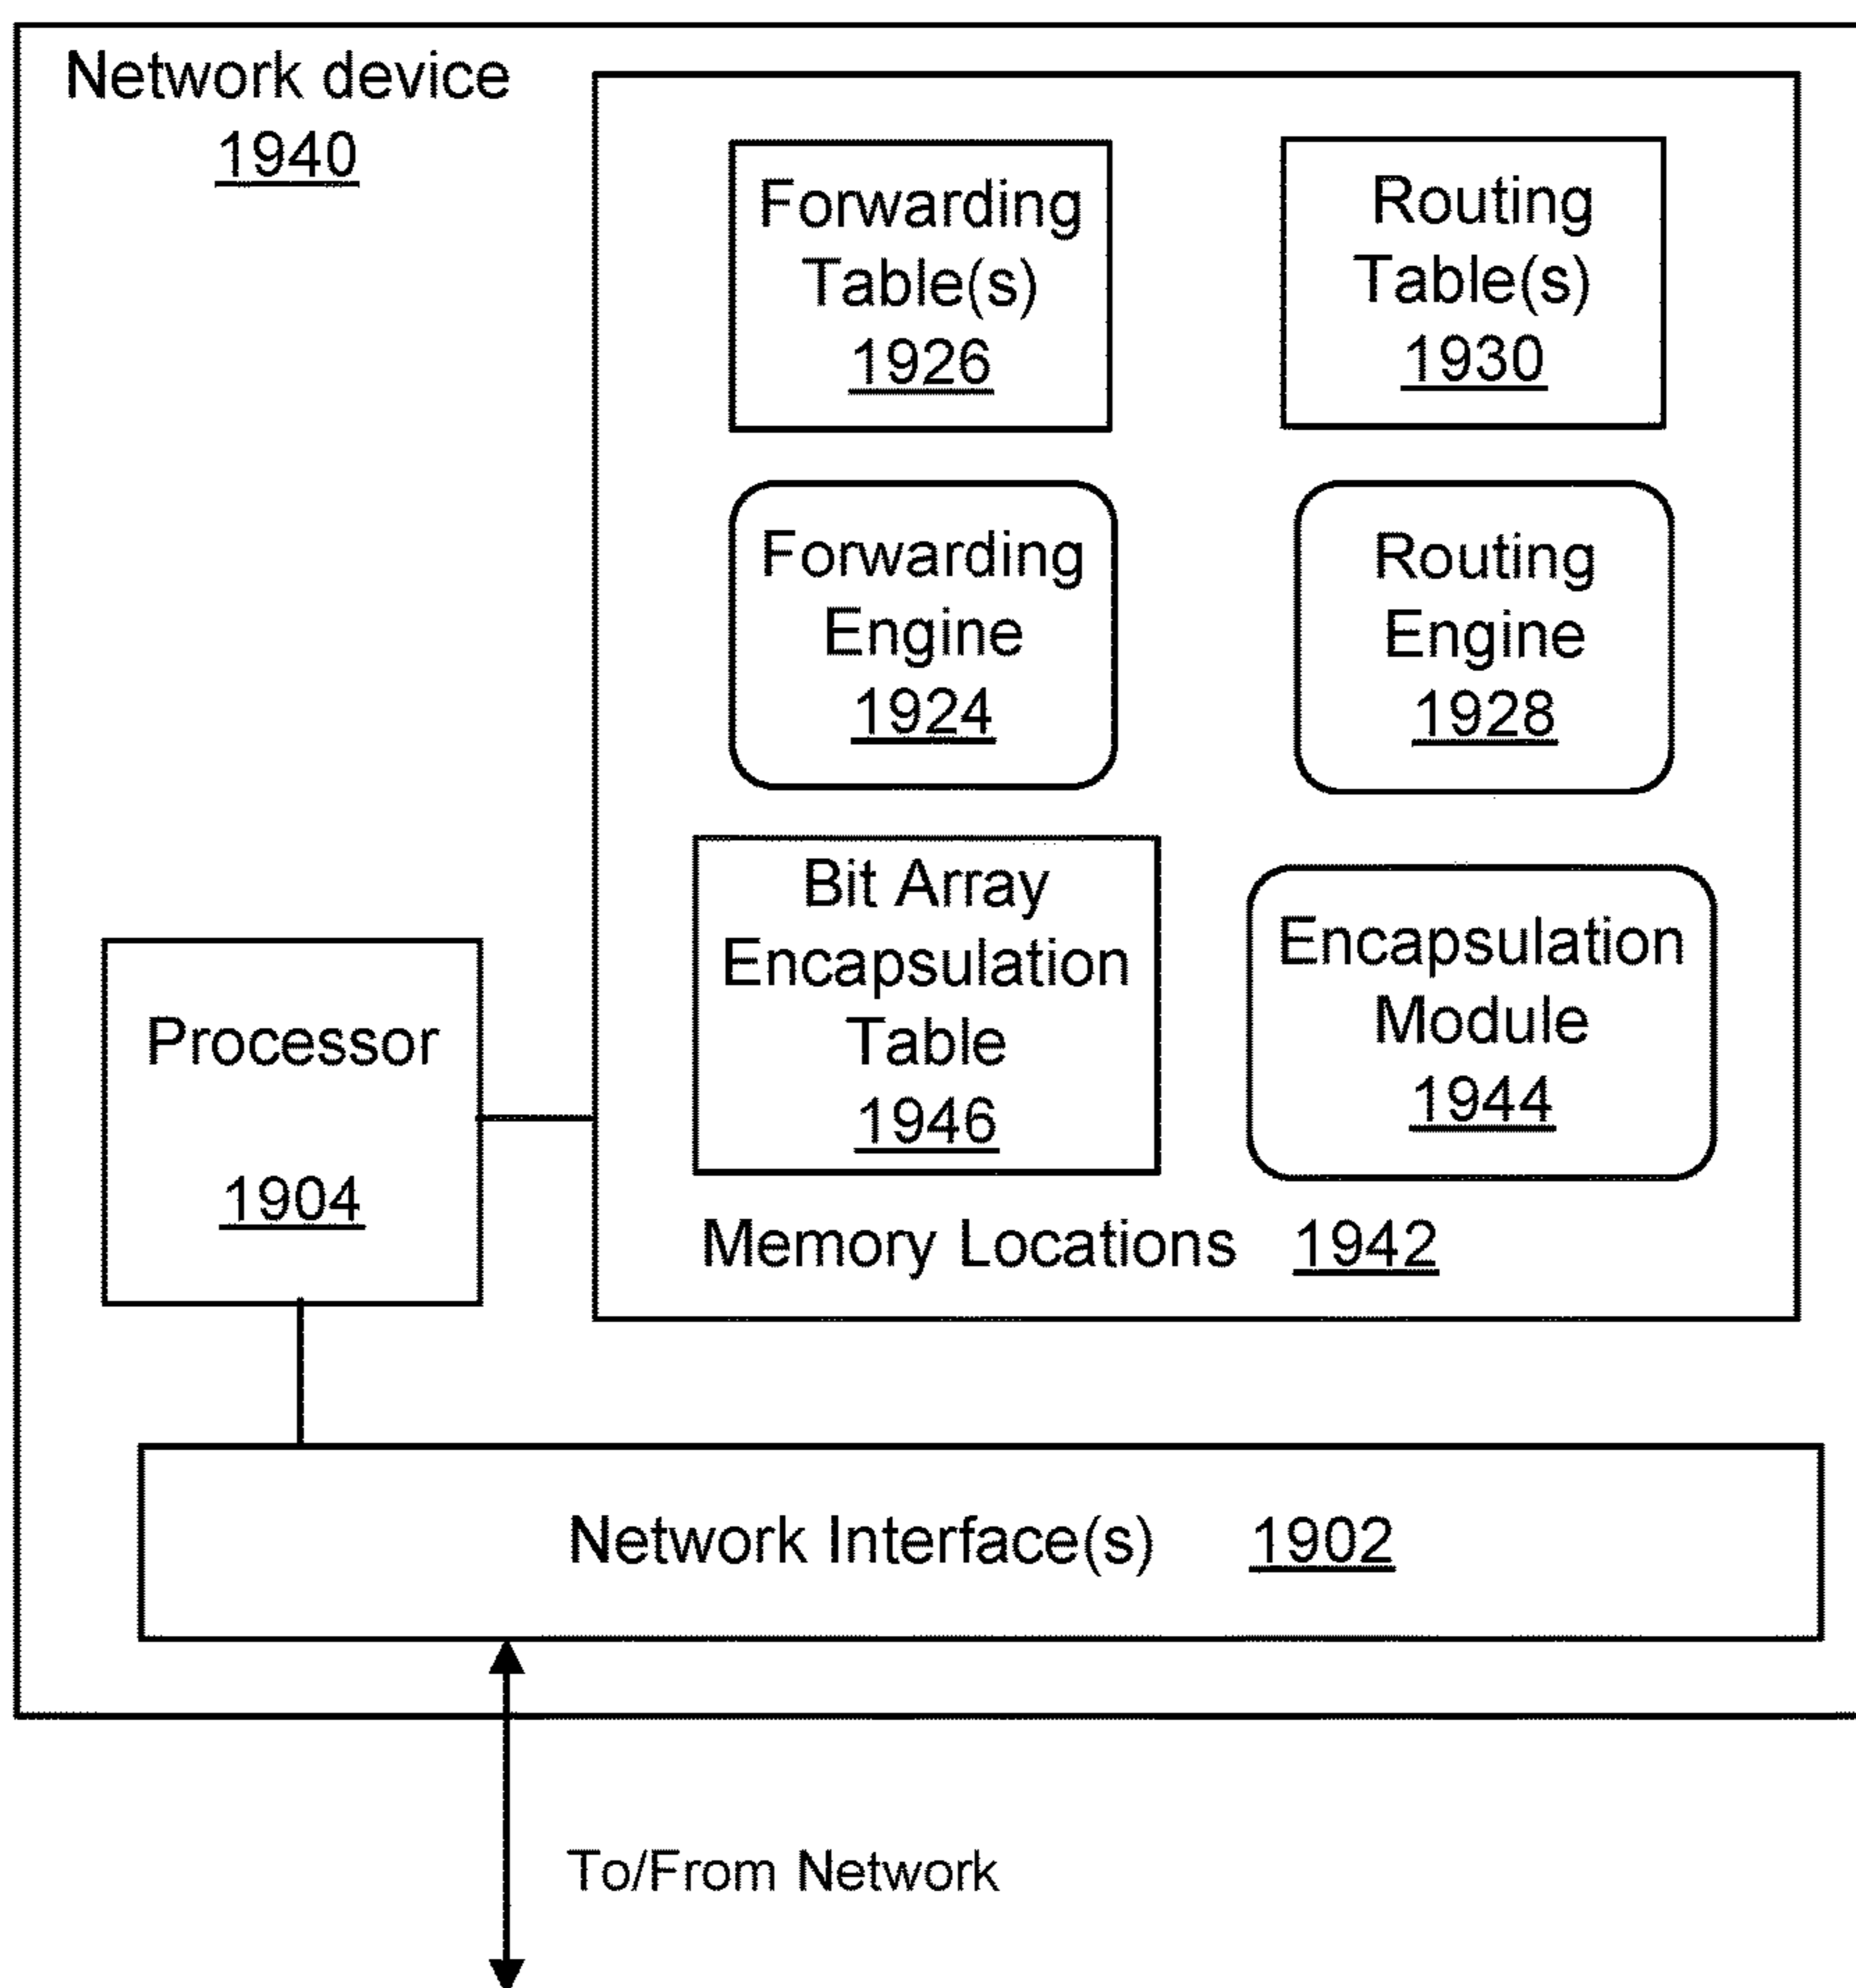 Network device
1940
Forwarding
Table(s)
1926
Routing
Table(s)
1930
Forwarding
Engine
1924
Routing
Engine
1928
Bit Array
Encapsulation
Table
1946
Encapsulation
Module
1944
Memory Locations 1942
Processor
1904
Network Interface(s) 1902
To/From Network